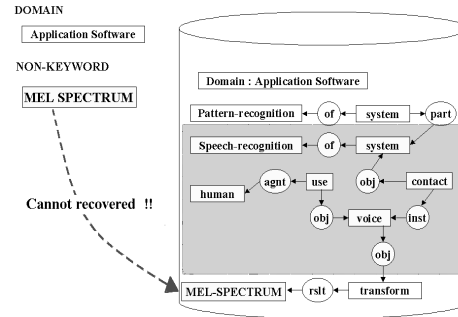 DOMAIN
Application Software
NON-KEYWORD
MEL SPECTRUM
Cannot recovered !!
Domain : Application Software
Pattern-recognition of system part
Speech-recognition of system
human agnt use obj contact
obj voice inst
obj
MEL-SPECTRUM rslt transform